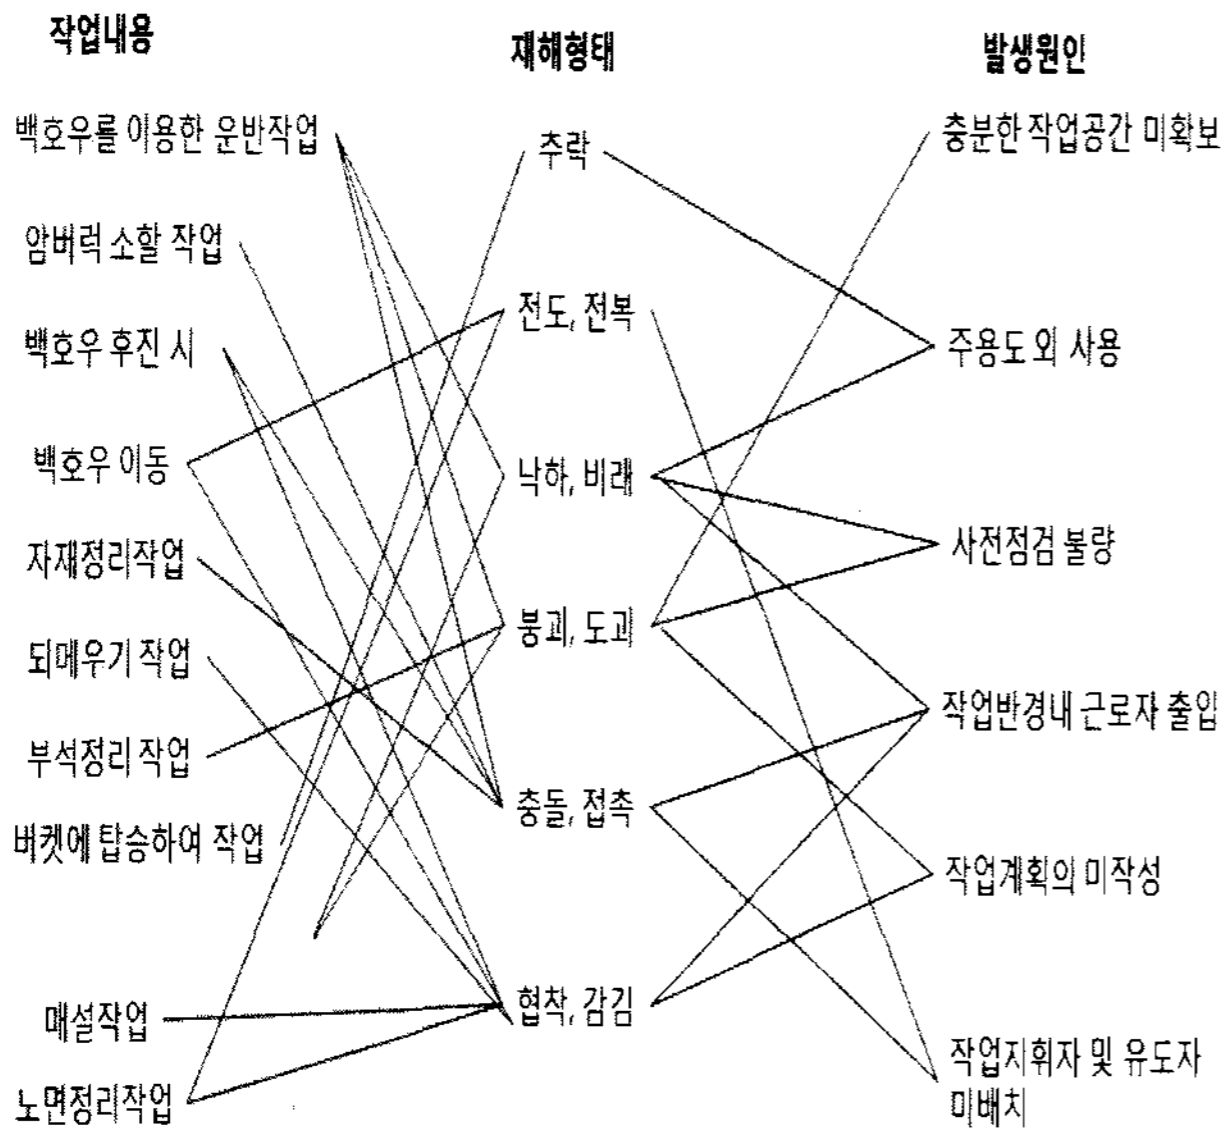 작업내용
재해형태
발생원인
백호우를 이용한 운반작업
암버럭 소할 작업
백호우 후진 시
백호우 이동
자재정리작업
되메우기 작업
부석정리 작업
버켓에 탑승하여 작업
매설작업
노면정리작업
추락
전도, 전복
낙하, 비래
붕괴, 도괴
충돌, 접촉
협착, 감김
충분한 작업공간 미확보
주용도 외 사용
사전점검 불량
작업반경내 근로자 출입
작업계획의 미작성
작업지휘자 및 유도자
미배치